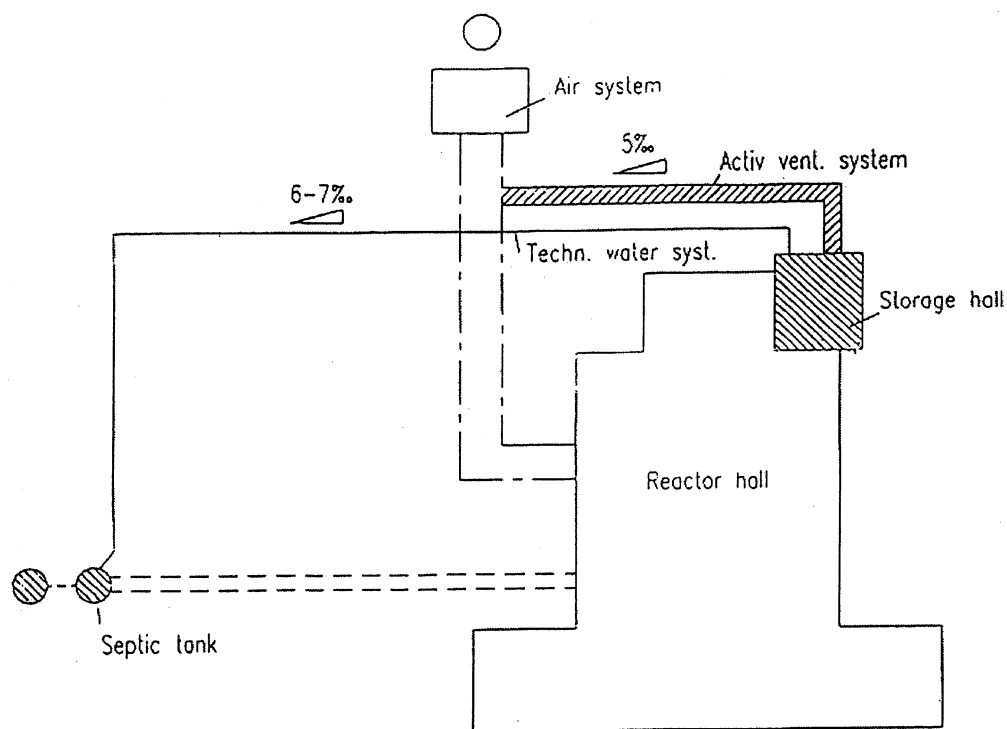 Air system
5‰
Activ vent. system
6-7‰
Techn. water syst.
Storage hall
Reactor hall
Septic tank